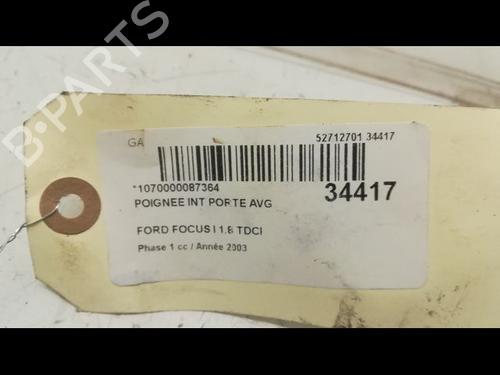 B-PARTS
GA
52712701 34417
*1070000087364
34417
POIGNEE INT PORTE AVG
FORD FOCUS I 1.8 TDCI
Phase 1 cc / Année 2003